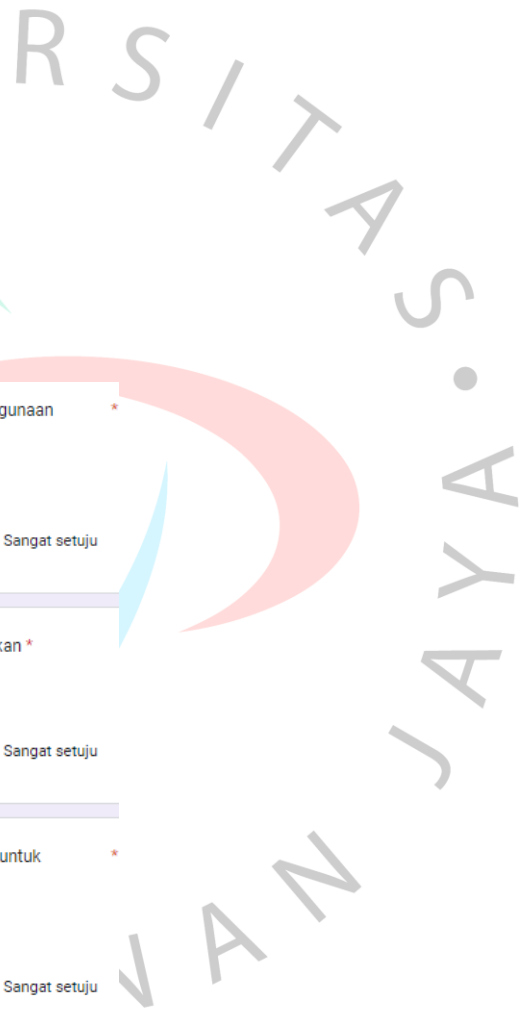 R S I T A S • J A Y A
gunaan *
Sangat setuju
kan *
Sangat setuju
untuk *
Sangat setuju
V A N